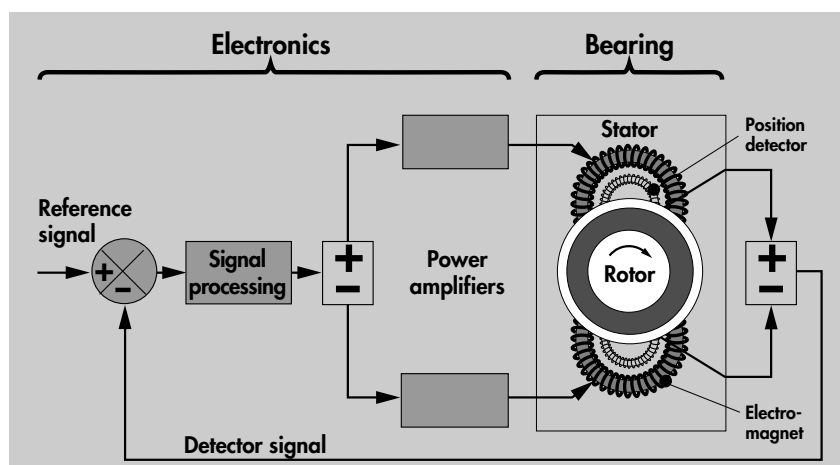 Electronics
Bearing
Stator
Position
detector
Reference
signal
+
-
Signal
processing
+
-
Power
amplifiers
Rotor
+
-
Electro-
magnet
Detector signal